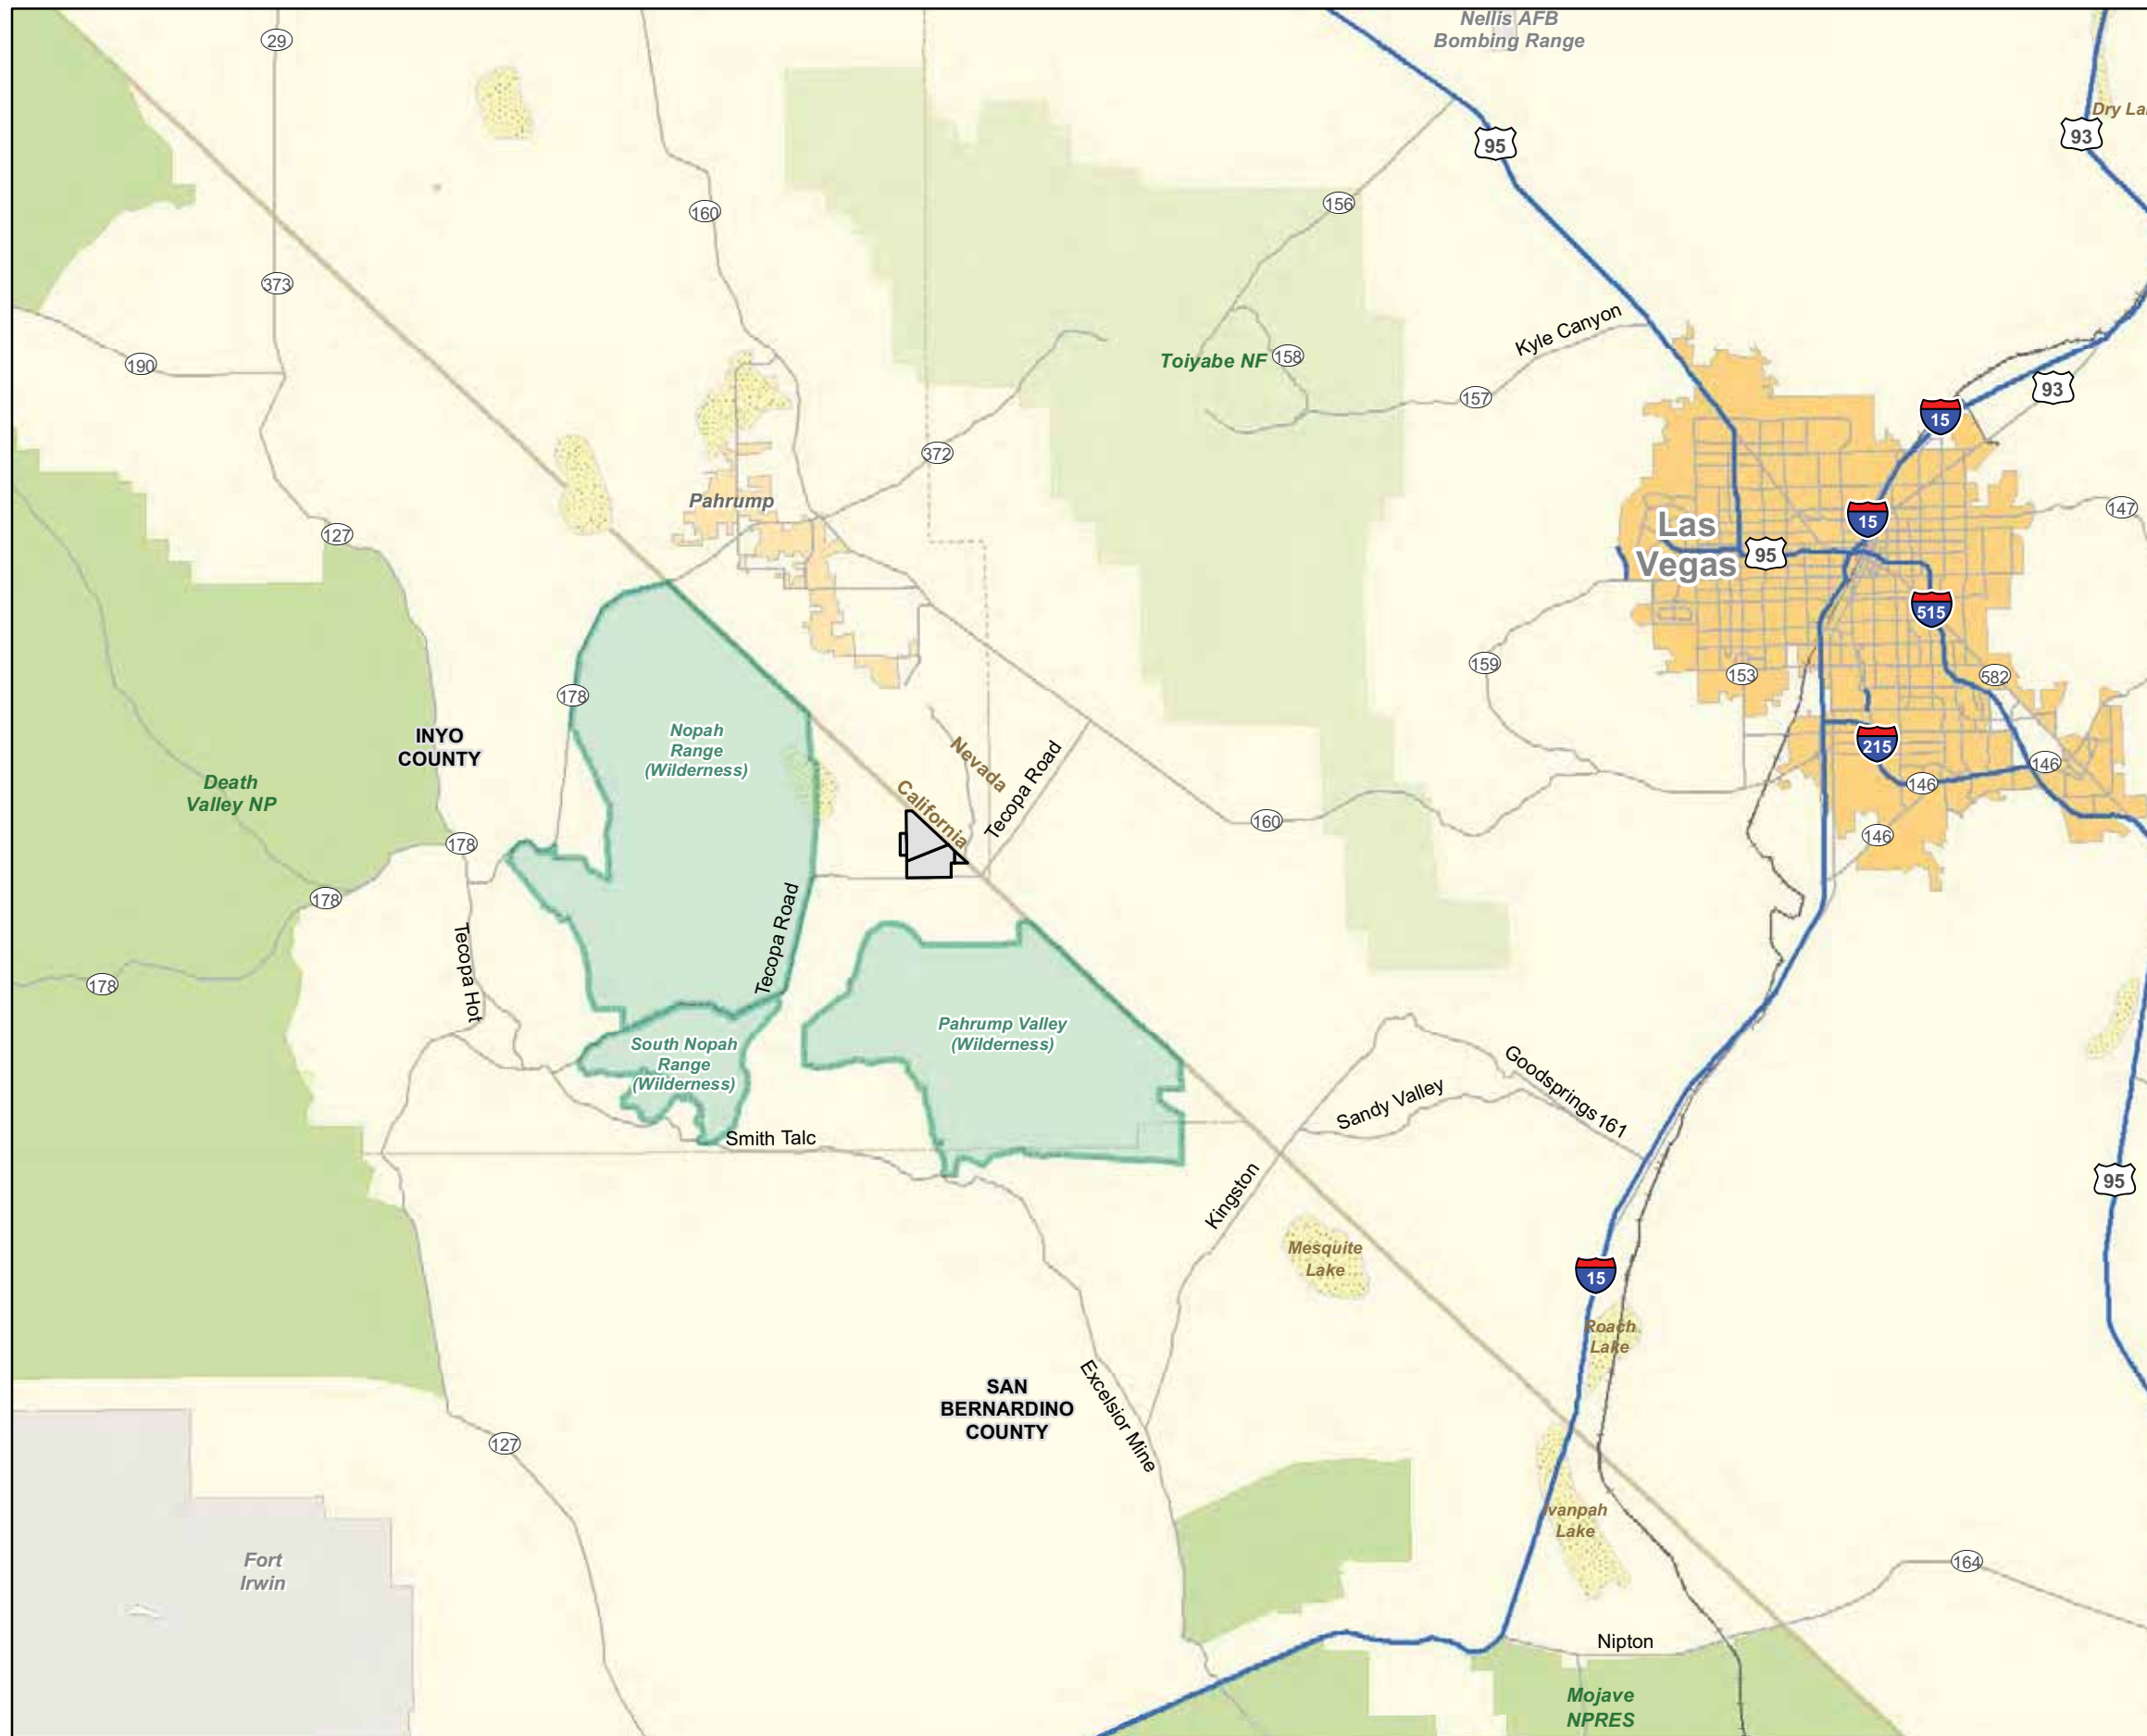 Nellis AFB
Bombing Range
29
95
93
160
156
373
Kyle Canyon
190
Toiyabe NF
158
157
93
15
372
Pahrump
127
Las
Vegas
15
95
147
515
159
153
582
178
INYO
COUNTY
Nopah
Range
(Wilderness)
Nevada
California
Tecopa Road
215
146
146
146
160
Death
Valley NP
178
178
178
Tecopa Hot
Tecopa Road
South Nopah
Range
(Wilderness)
Pahrump Valley
(Wilderness)
Goodsprings 161
Sandy Valley
Smith Talc
Kingston
95
Mesquite
Lake
15
Roach
Lake
SAN
BERNARDINO
COUNTY
Excelsior Mine
127
Ivanpah
Lake
Fort
Irwin
164
Nipton
Mojave
NPRES